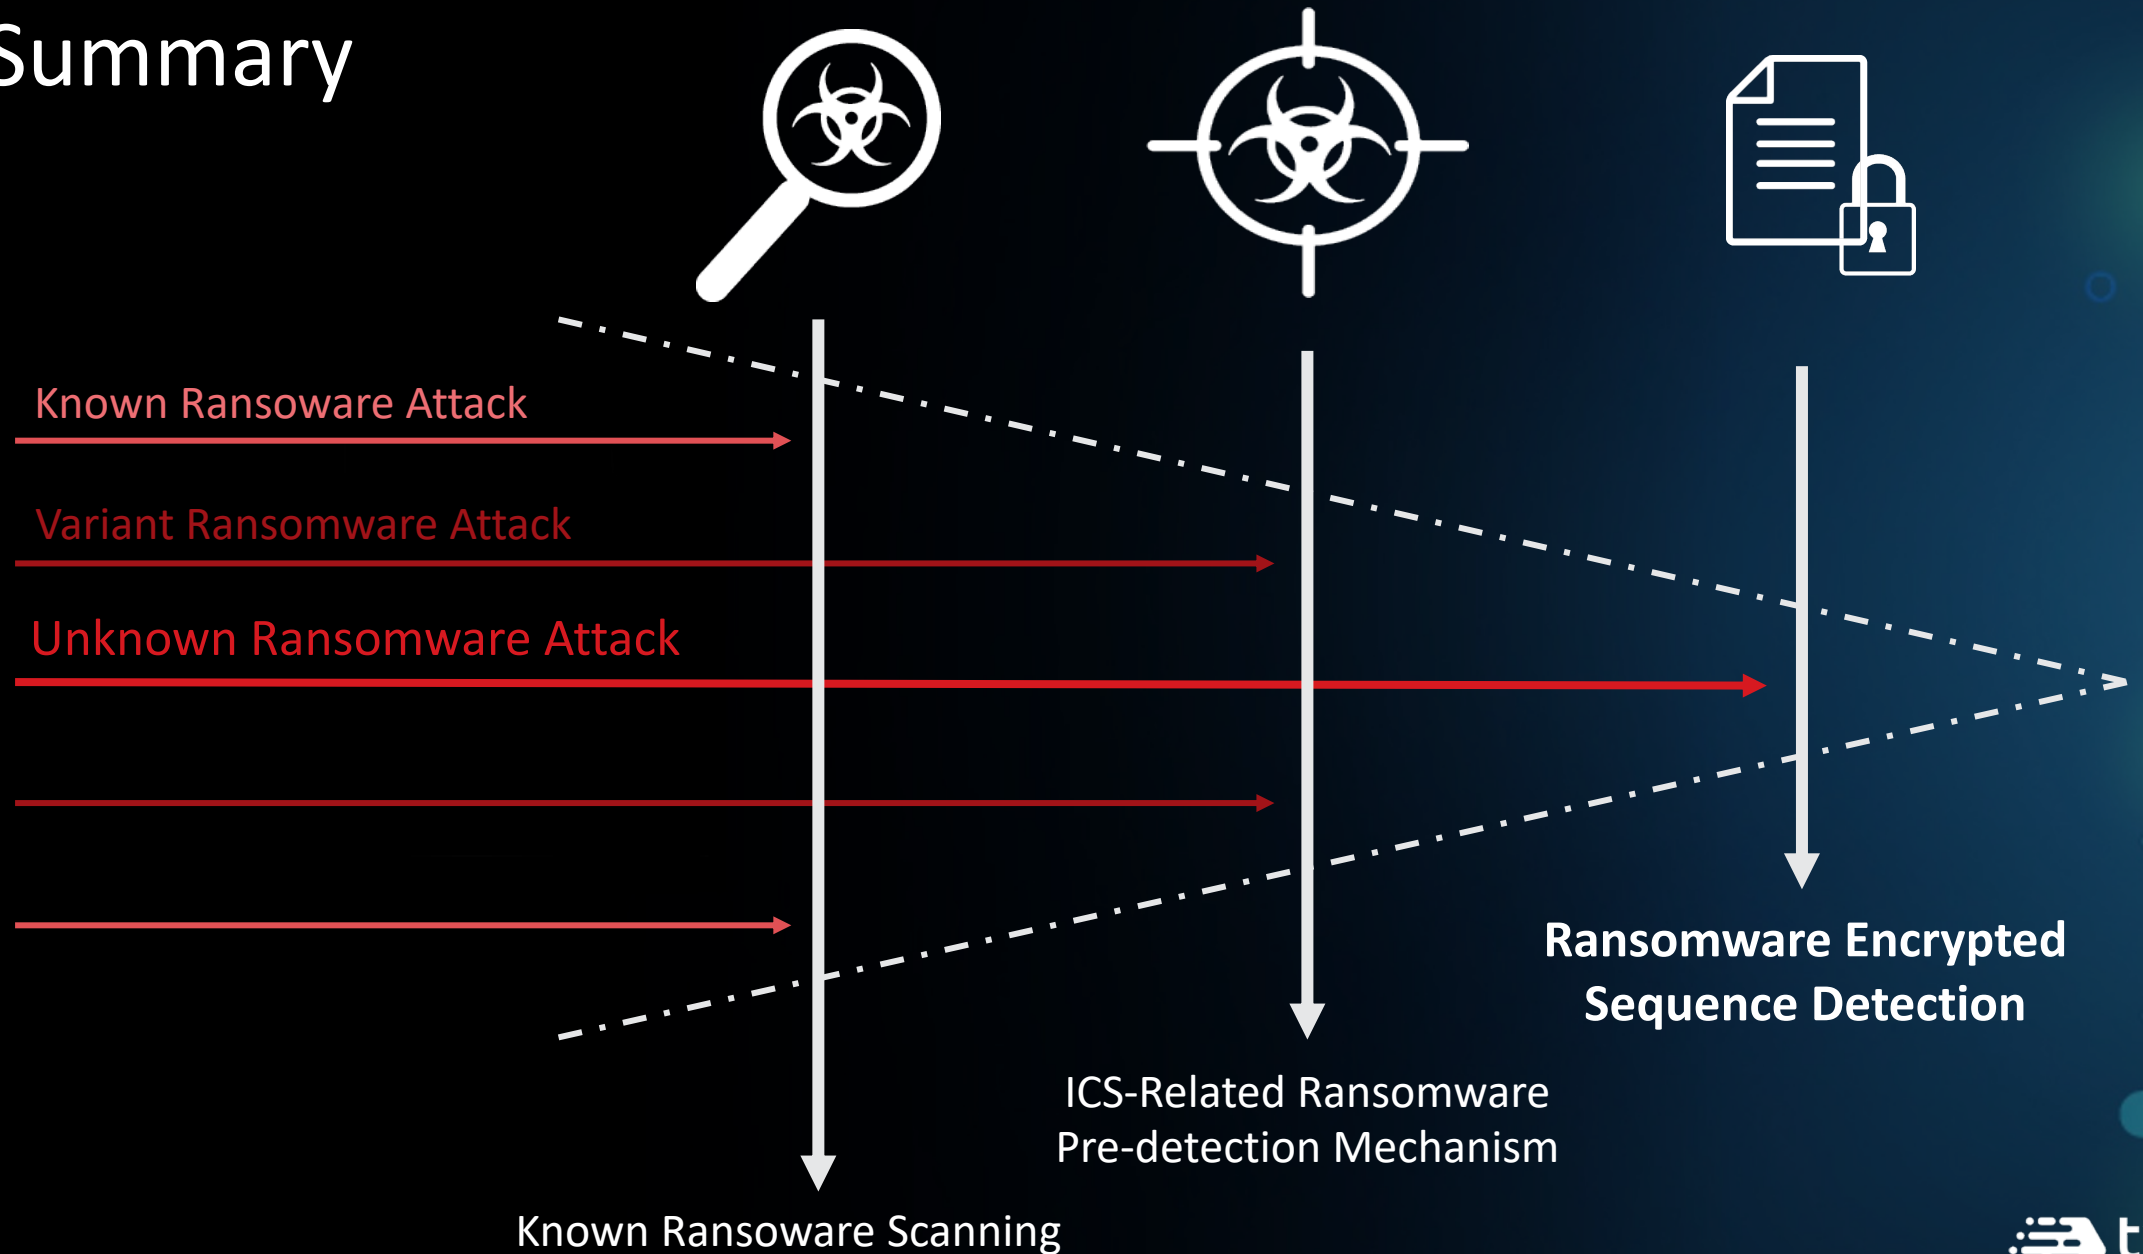 Summary
Known Ransoware Attack
Variant Ransomware Attack
Unknown Ransomware Attack
Ransomware Encrypted
Sequence Detection
ICS-Related Ransomware
Pre-detection Mechanism
Known Ransoware Scanning